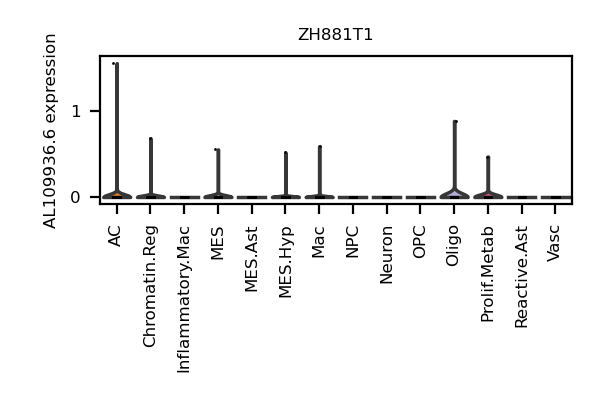 ZH881T1
AL109936.6 expression
1
0
AC
Chromatin.Reg
Inflammatory.Mac
MES
MES.Ast
MES.Hyp
Mac
NPC
Neuron
OPC
Oligo
Prolif.Metab
Reactive.Ast
Vasc